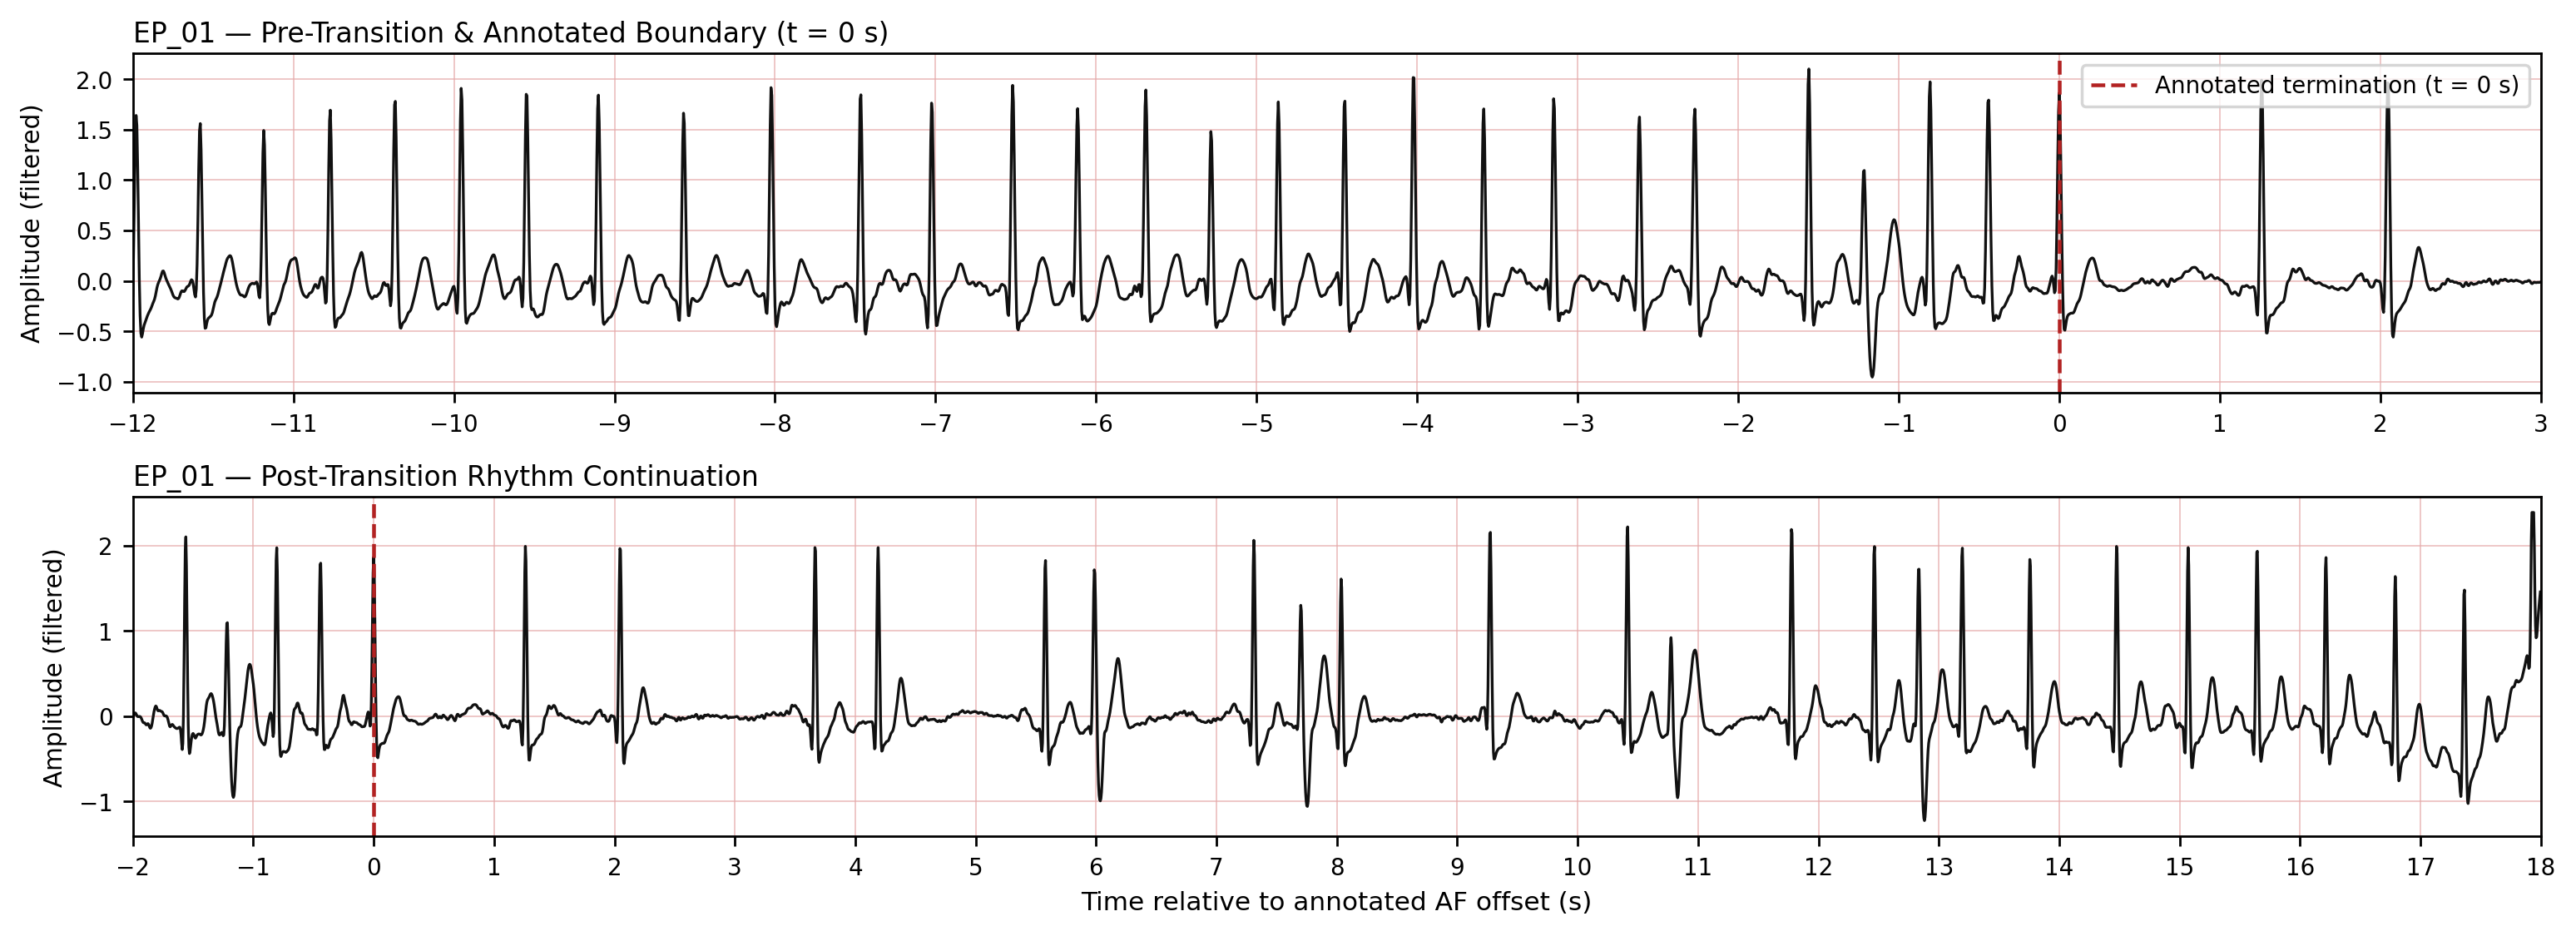 EP_01 — Pre-Transition & Annotated Boundary (t = 0 s)
Amplitude (filtered)
2.0
1.5
1.0
0.5
0.0
−0.5
−1.0
Annotated termination (t = 0 s)
−12 −11 −10 −9 −8 −7 −6 −5 −4 −3 −2 −1 0 1 2 3
EP_01 — Post-Transition Rhythm Continuation
Amplitude (filtered)
2
1
0
−1
−2 −1 0 1 2 3 4 5 6 7 8 9 10 11 12 13 14 15 16 17 18
Time relative to annotated AF offset (s)